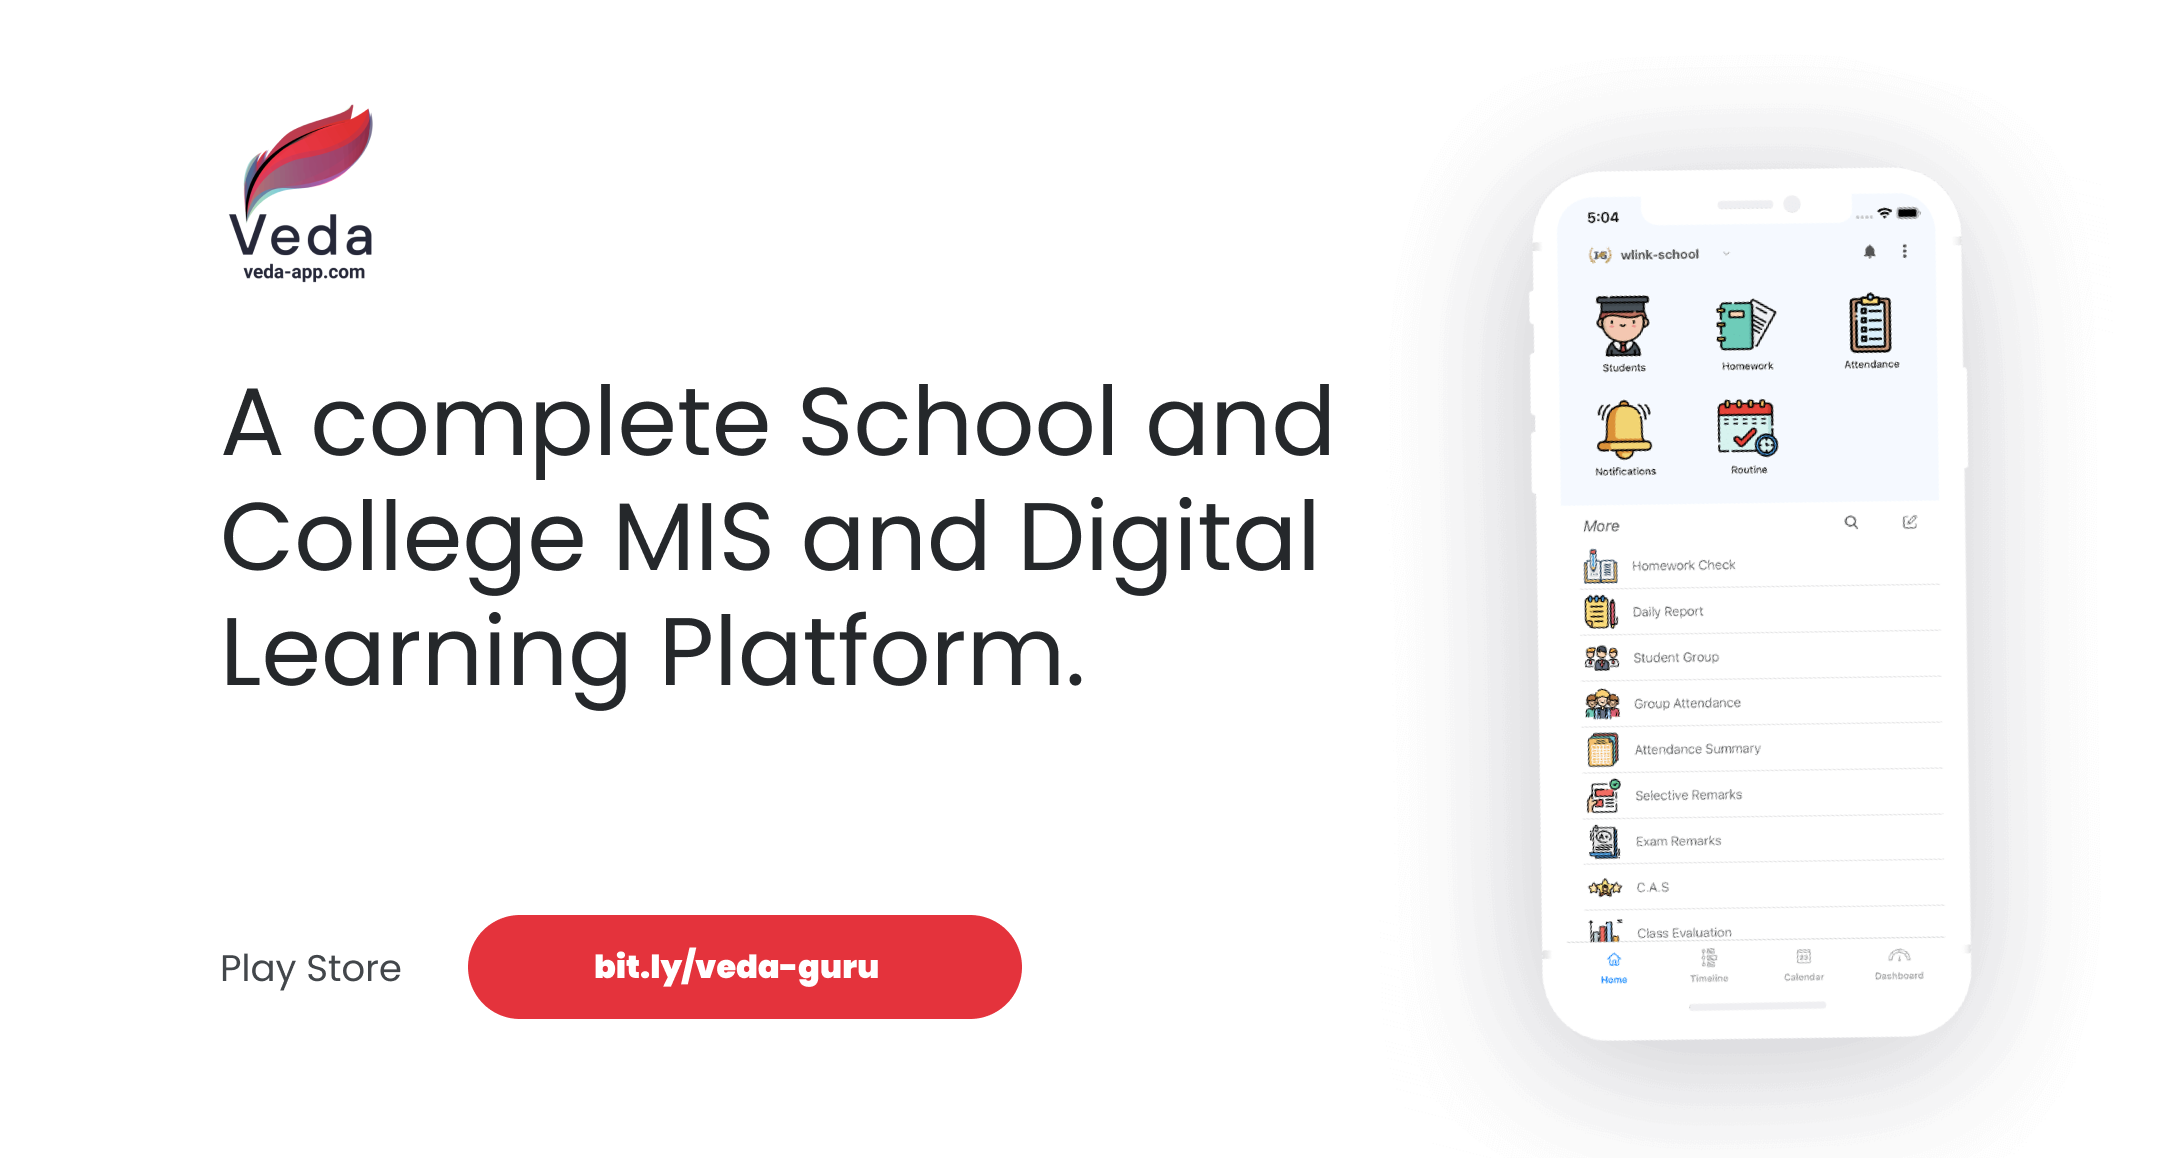 Veda
veda-app.com
A complete School and
College MIS and Digital
Learning Platform.
Play Store
bit.ly/veda-guru
5:04
wlink-school
Students
Homework
Attendance
Notifications
Routine
More
Homework Check
Daily Report
Student Group
Group Attendance
Attendance Summary
Selective Remarks
Exam Remarks
C.A.S
Class Evaluation
Home
Timeline
Calendar
Dashboard